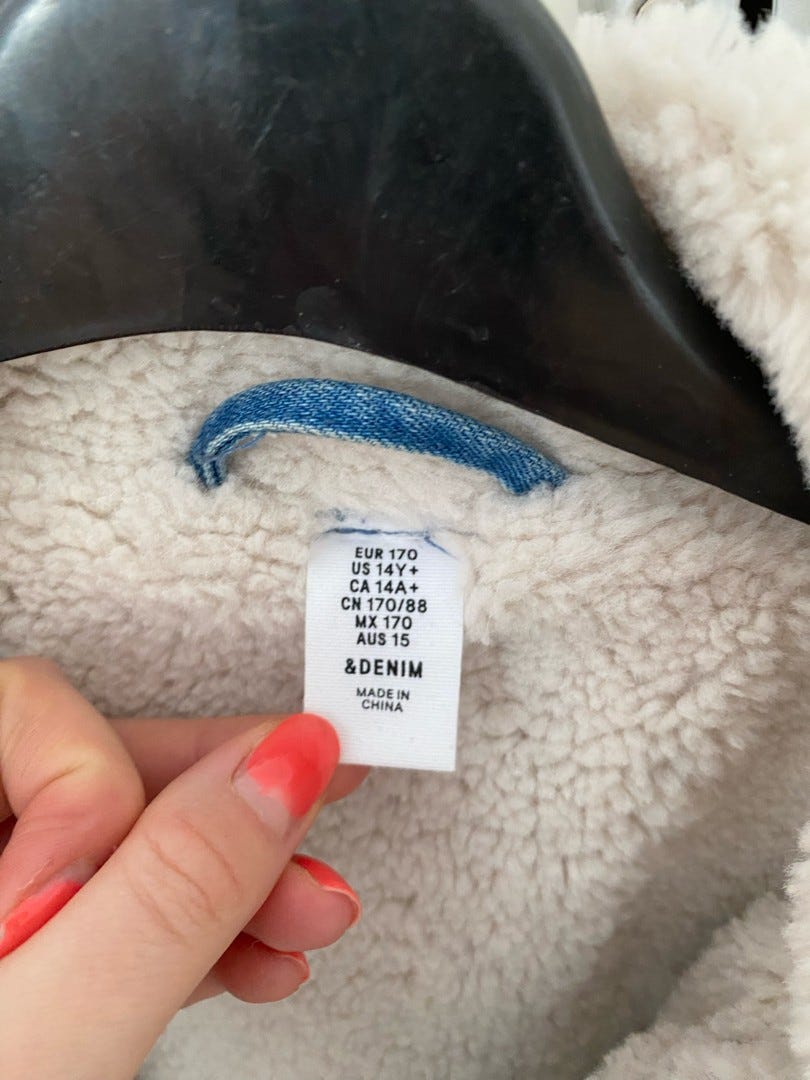 EUR 170
US 14Y+
CA 14A+
CN 170/88
MX 170
AUS 15
&DENIM
MADE IN
CHINA